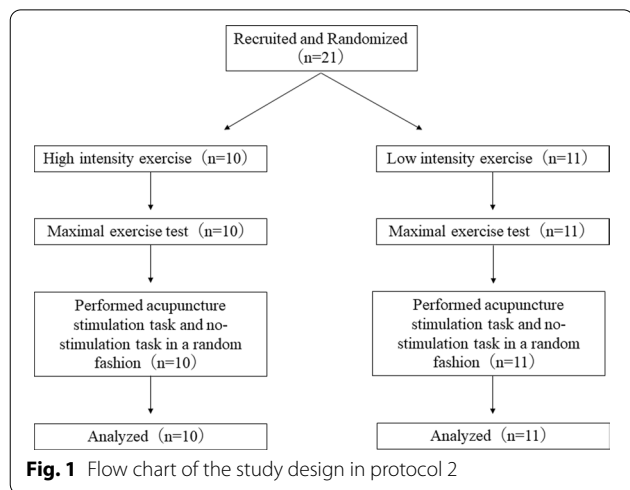 Recruited and Randomized
（n=21）
High intensity exercise（n=10）
Low intensity exercise（n=11）
Maximal exercise test（n=10）
Maximal exercise test（n=11）
Performed acupuncture
stimulation task and no-
stimulation task in a random
fashion（n=10）
Performed acupuncture
stimulation task and no-
stimulation task in a random
fashion（n=11）
Analyzed（n=10）
Analyzed（n=11）
Fig. 1 Flow chart of the study design in protocol 2